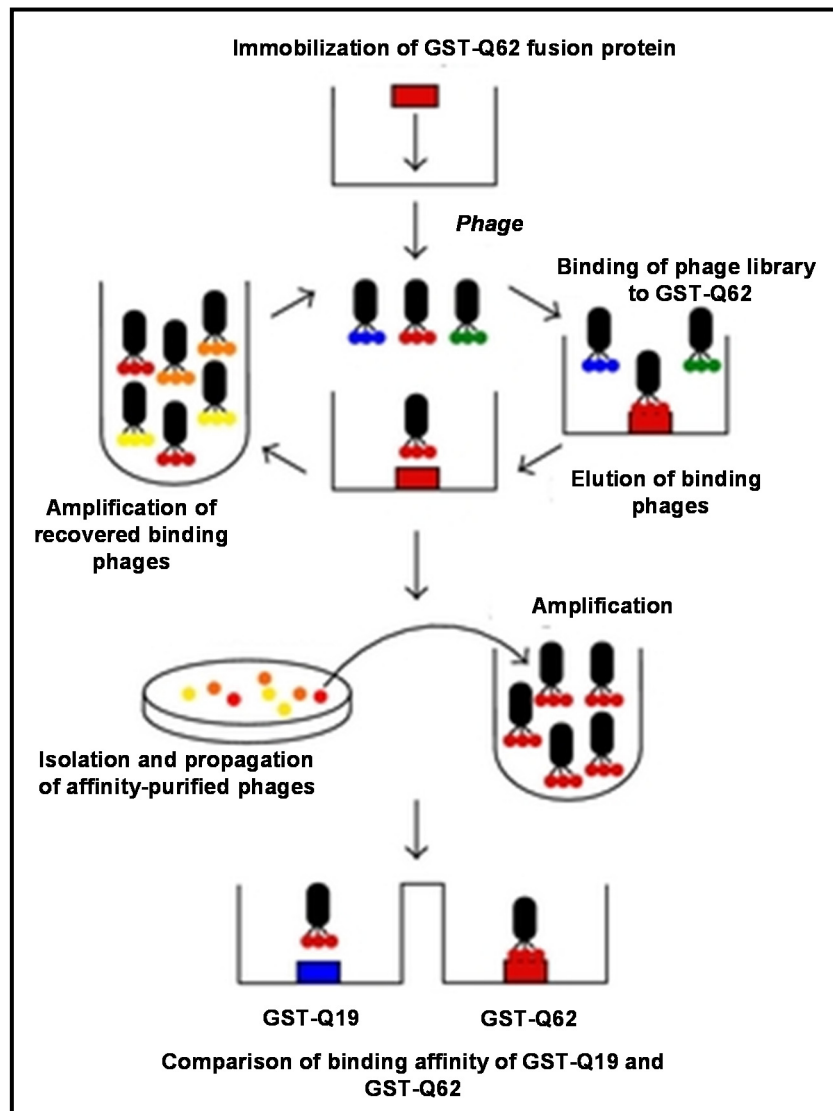 Immobilization of GST-Q62 fusion protein
Phage
Binding of phage library
to GST-Q62
Elution of binding
phages
Amplification of
recovered binding
phages
Amplification
Isolation and propagation
of affinity-purified phages
GST-Q19
GST-Q62
Comparison of binding affinity of GST-Q19 and
GST-Q62